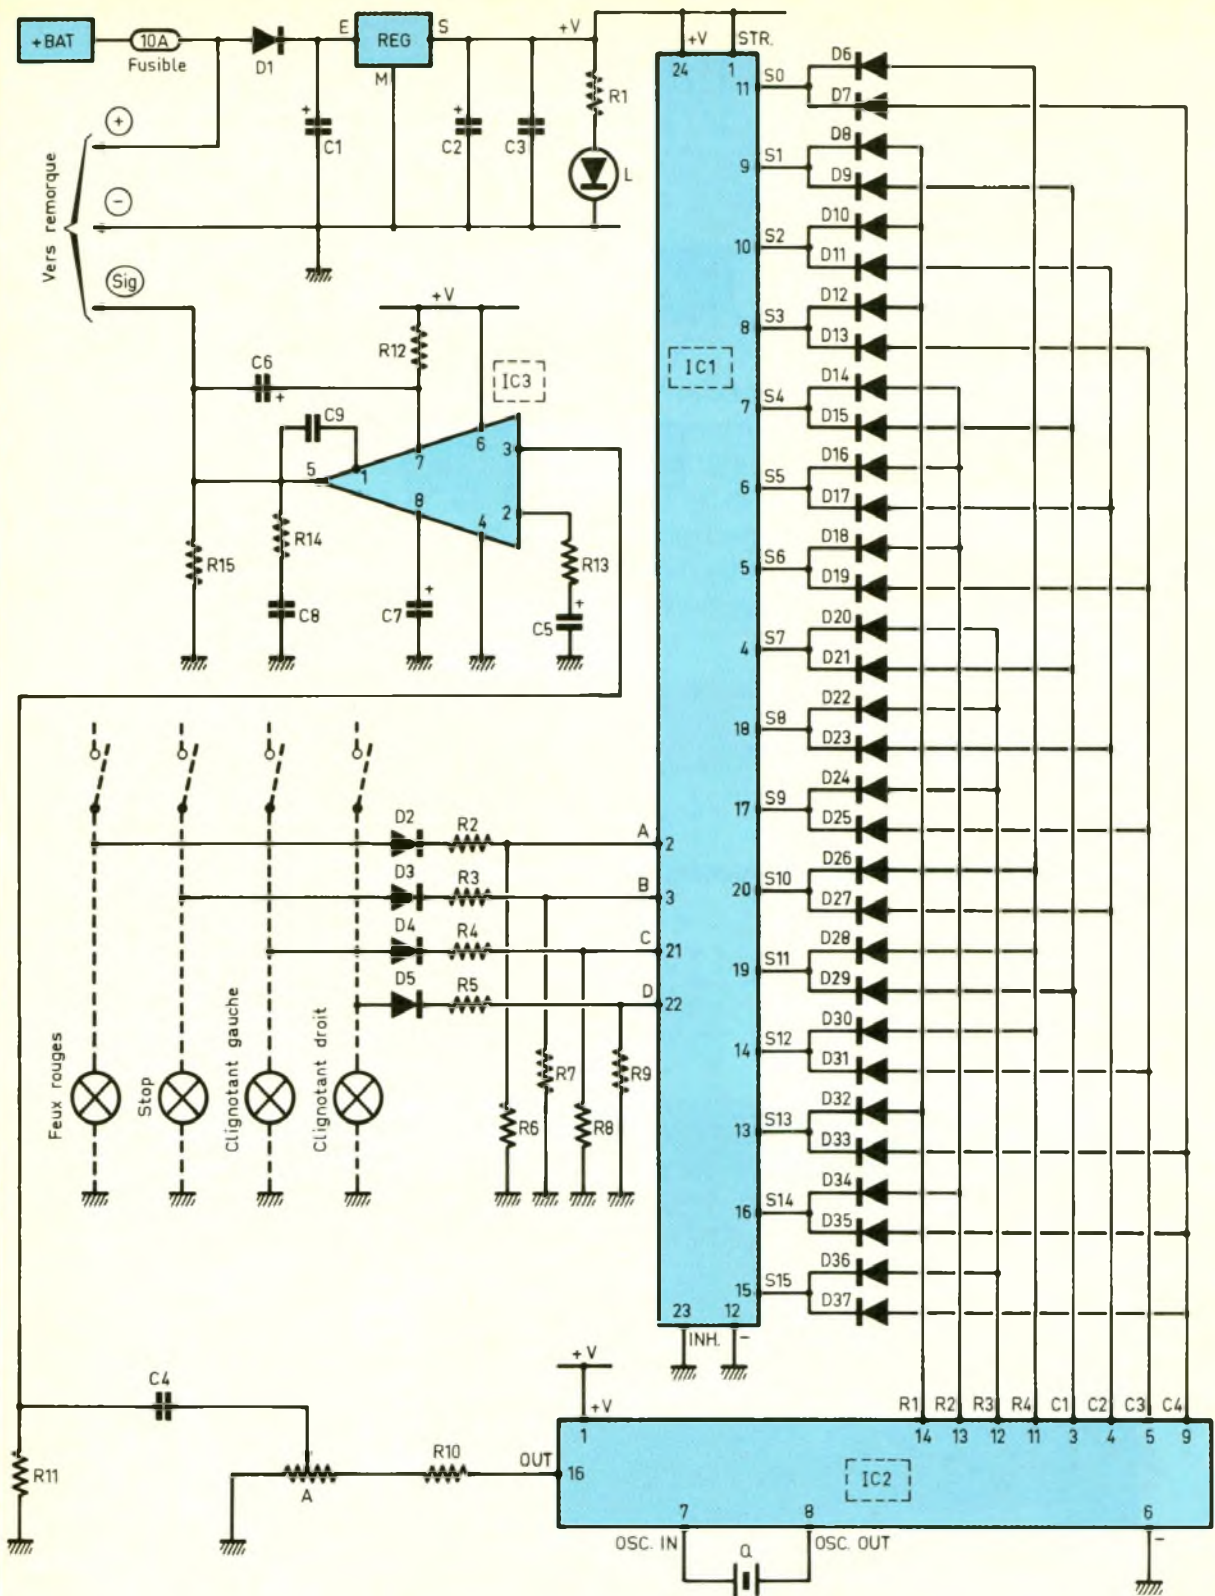 +BAT
10A
Fusible
D1
E
REG
S
M
+V
+
C1
C2
C3
R1
L
Vers remorque
+
-
Sig
+V
R12
C6
+
IC3
C9
5
1
7
6
3
8
4
2
R14
R15
C8
C7
+
R13
+
C5
+V
STR.
24
1
IC1
11
S0
D6
D7
9
S1
D8
D9
10
S2
D10
D11
8
S3
D12
D13
7
S4
D14
D15
6
S5
D16
D17
5
S6
D18
D19
4
S7
D20
D21
18
S8
D22
D23
17
S9
D24
D25
20
S10
D26
D27
19
S11
D28
D29
14
S12
D30
D31
13
S13
D32
D33
16
S14
D34
D35
15
S15
D36
D37
D2
R2
A
2
D3
R3
B
3
D4
R4
C
21
D5
R5
D
22
Feux rouges
Stop
Clignotant gauche
Clignotant droit
R7
R9
R6
R8
23
12
INH.
-
+V
C4
R11
A
R10
OUT
16
+V
1
R1
R2
R3
R4
C1
C2
C3
C4
14
13
12
11
3
4
5
9
IC2
7
8
6
OSC. IN
OSC. OUT
-
Q